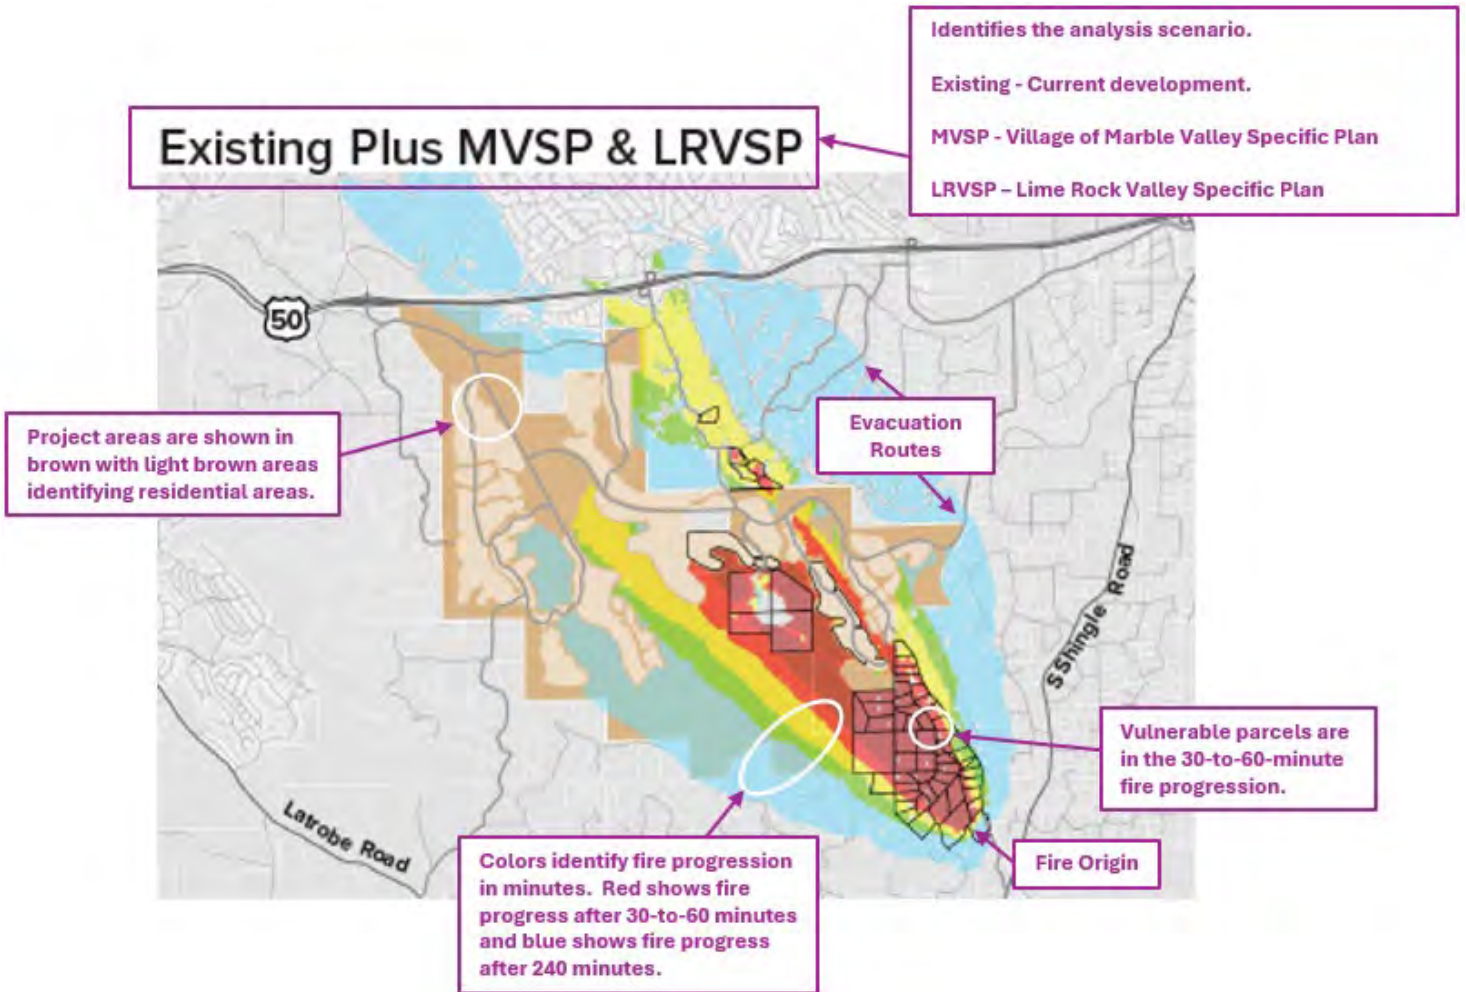 Identifies the analysis scenario.
Existing - Current development.
MVSP - Village of Marble Valley Specific Plan
LRVSP – Lime Rock Valley Specific Plan
Existing Plus MVSP & LRVSP
50
Project areas are shown in
brown with light brown areas
identifying residential areas.
Evacuation
Routes
S Shingle Road
Vulnerable parcels are
in the 30-to-60-minute
fire progression.
Latrobe Road
Colors identify fire progression
in minutes. Red shows fire
progress after 30-to-60 minutes
and blue shows fire progress
after 240 minutes.
Fire Origin